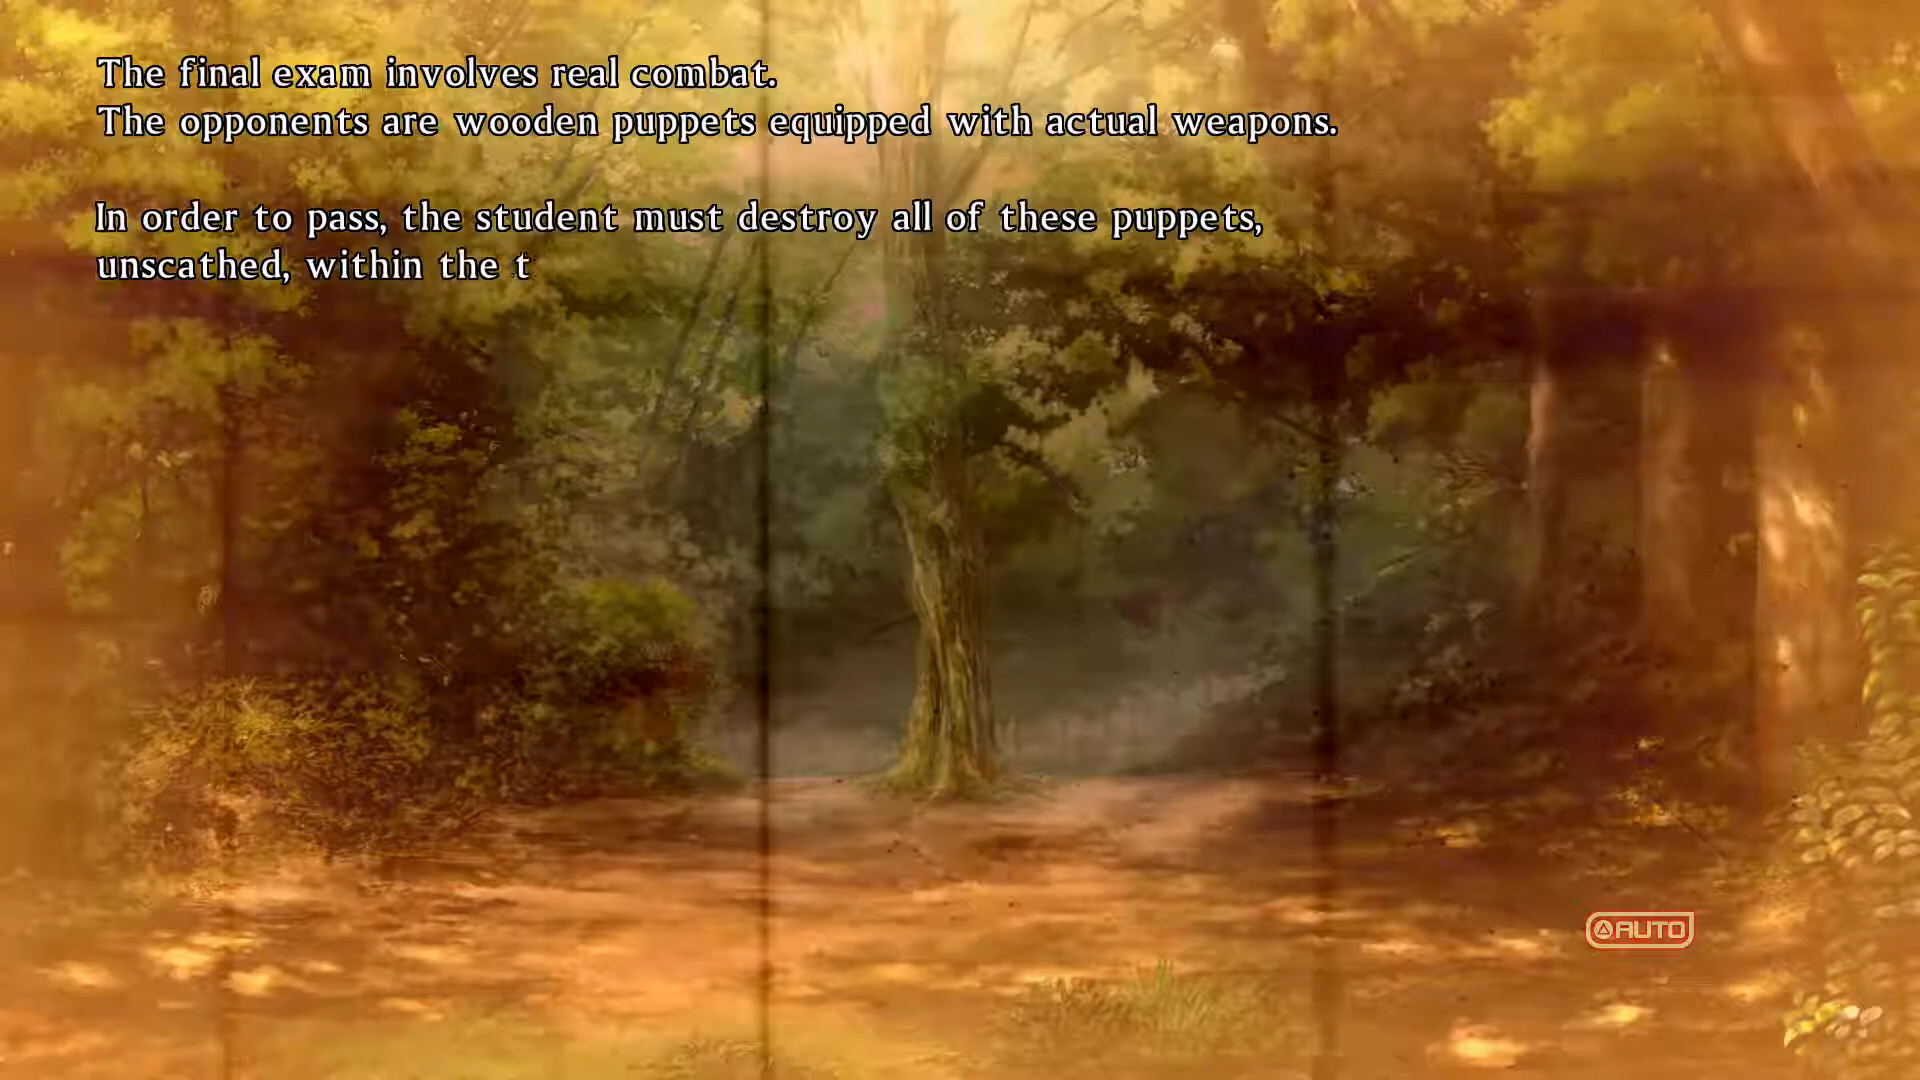 The final exam involves real combat.
The opponents are wooden puppets equipped with actual weapons.
In order to pass, the student must destroy all of these puppets,
unscathed, within the t
AUTO